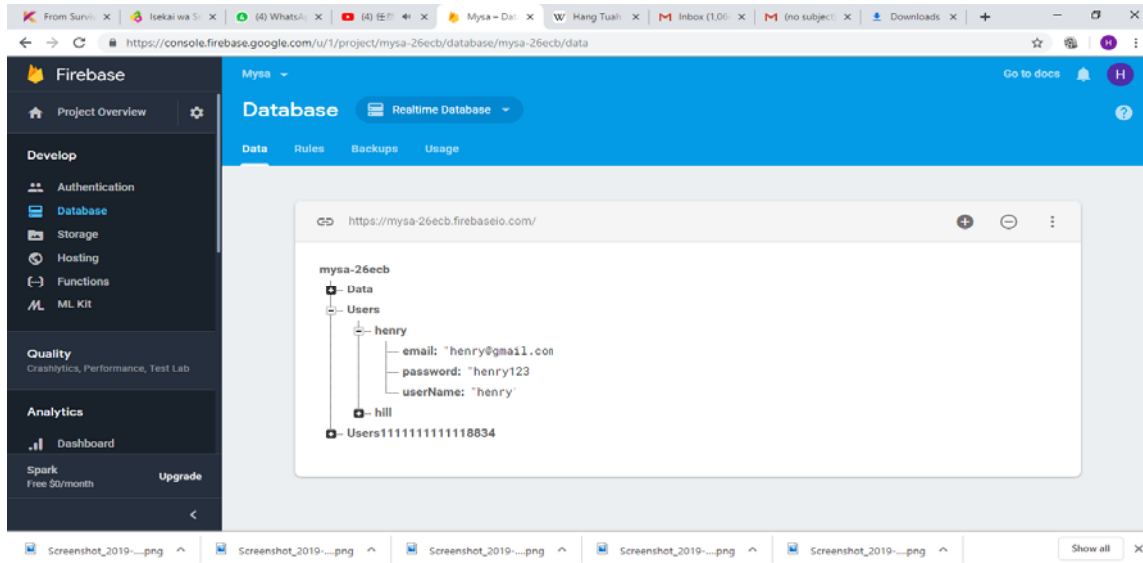 From Surviv
Isekai wa S
(4) WhatsA
(4) 任
Mysa – Dat
Hang Tuah
Inbox (1,06
(no subject)
Downloads
https://console.firebase.google.com/u/1/project/mysa-26ecb/database/mysa-26ecb/data
H
Firebase
Mysa
Go to docs
H
Project Overview
Database
Realtime Database
Develop
Data Rules Backups Usage
Authentication
Database
Storage
Hosting
Functions
ML Kit
https://mysa-26ecb.firebaseio.com/
mysa-26ecb
Data
Users
henry
email: "henry@gmail.com
password: "henry123
userName: "henry'
hill
Users1111111111118834
Quality
Crashlytics, Performance, Test Lab
Analytics
Dashboard
Spark
Free $0/month
Upgrade
Screenshot_2019-....png
Screenshot_2019-....png
Screenshot_2019-....png
Screenshot_2019-....png
Screenshot_2019-....png
Show all